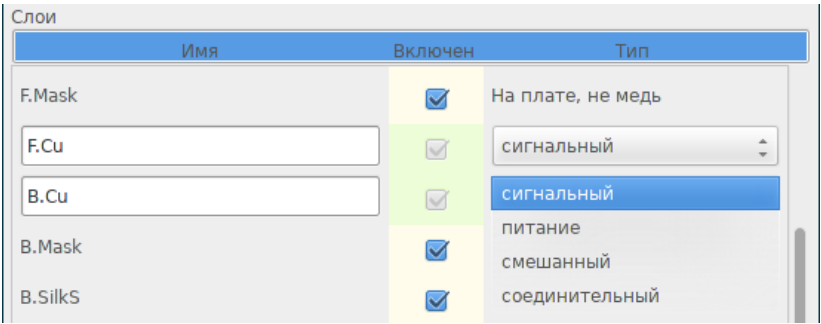 Слои
Имя Включен Тип
F.Mask На плате, не медь
F.Cu сигнальный
B.Cu сигнальный
питание
B.Mask смешанный
B.SilkS соединительный